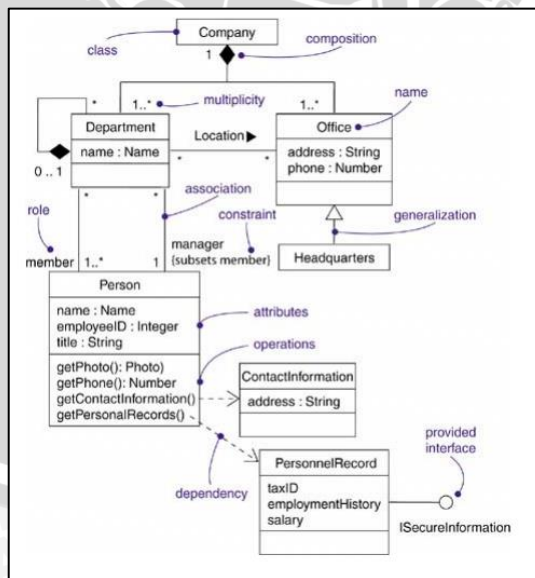 Company
class
1
composition
*
1..*
multiplicity
1..*
name
Department
Location
Office
name : Name
address : String
phone : Number
* *
0 .. 1
* *
association
role
constraint
generalization
manager
member 1..* 1 {subsets member}
Headquarters
Person
name : Name
employeeID : Integer
title : String
attributes
operations
getPhoto(): Photo)
getPhone(): Number
getContactInformation()
getPersonalRecords()
ContactInformation
address : String
provided
interface
PersonnelRecord
dependency
taxID
employmentHistory
salary
ISecureInformation